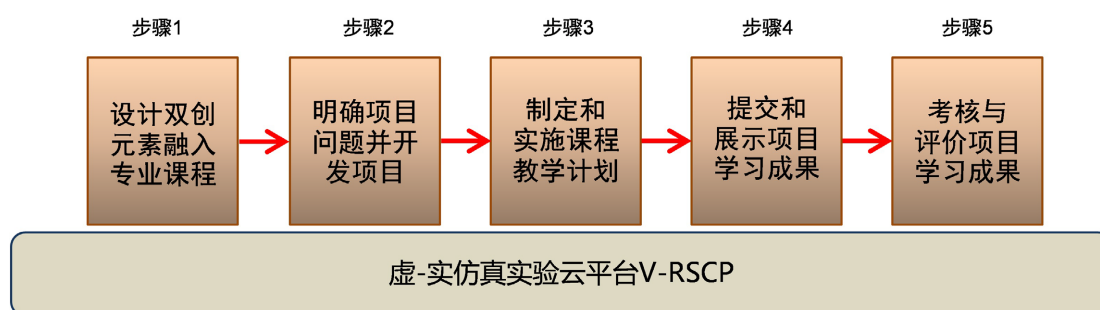 步骤1
步骤2
步骤3
步骤4
步骤5
设计双创
元素融入
专业课程
明确项目
问题并开
发项目
制定和
实施课程
教学计划
提交和
展示项目
学习成果
考核与
评价项目
学习成果
虚-实仿真实验云平台V-RSCP